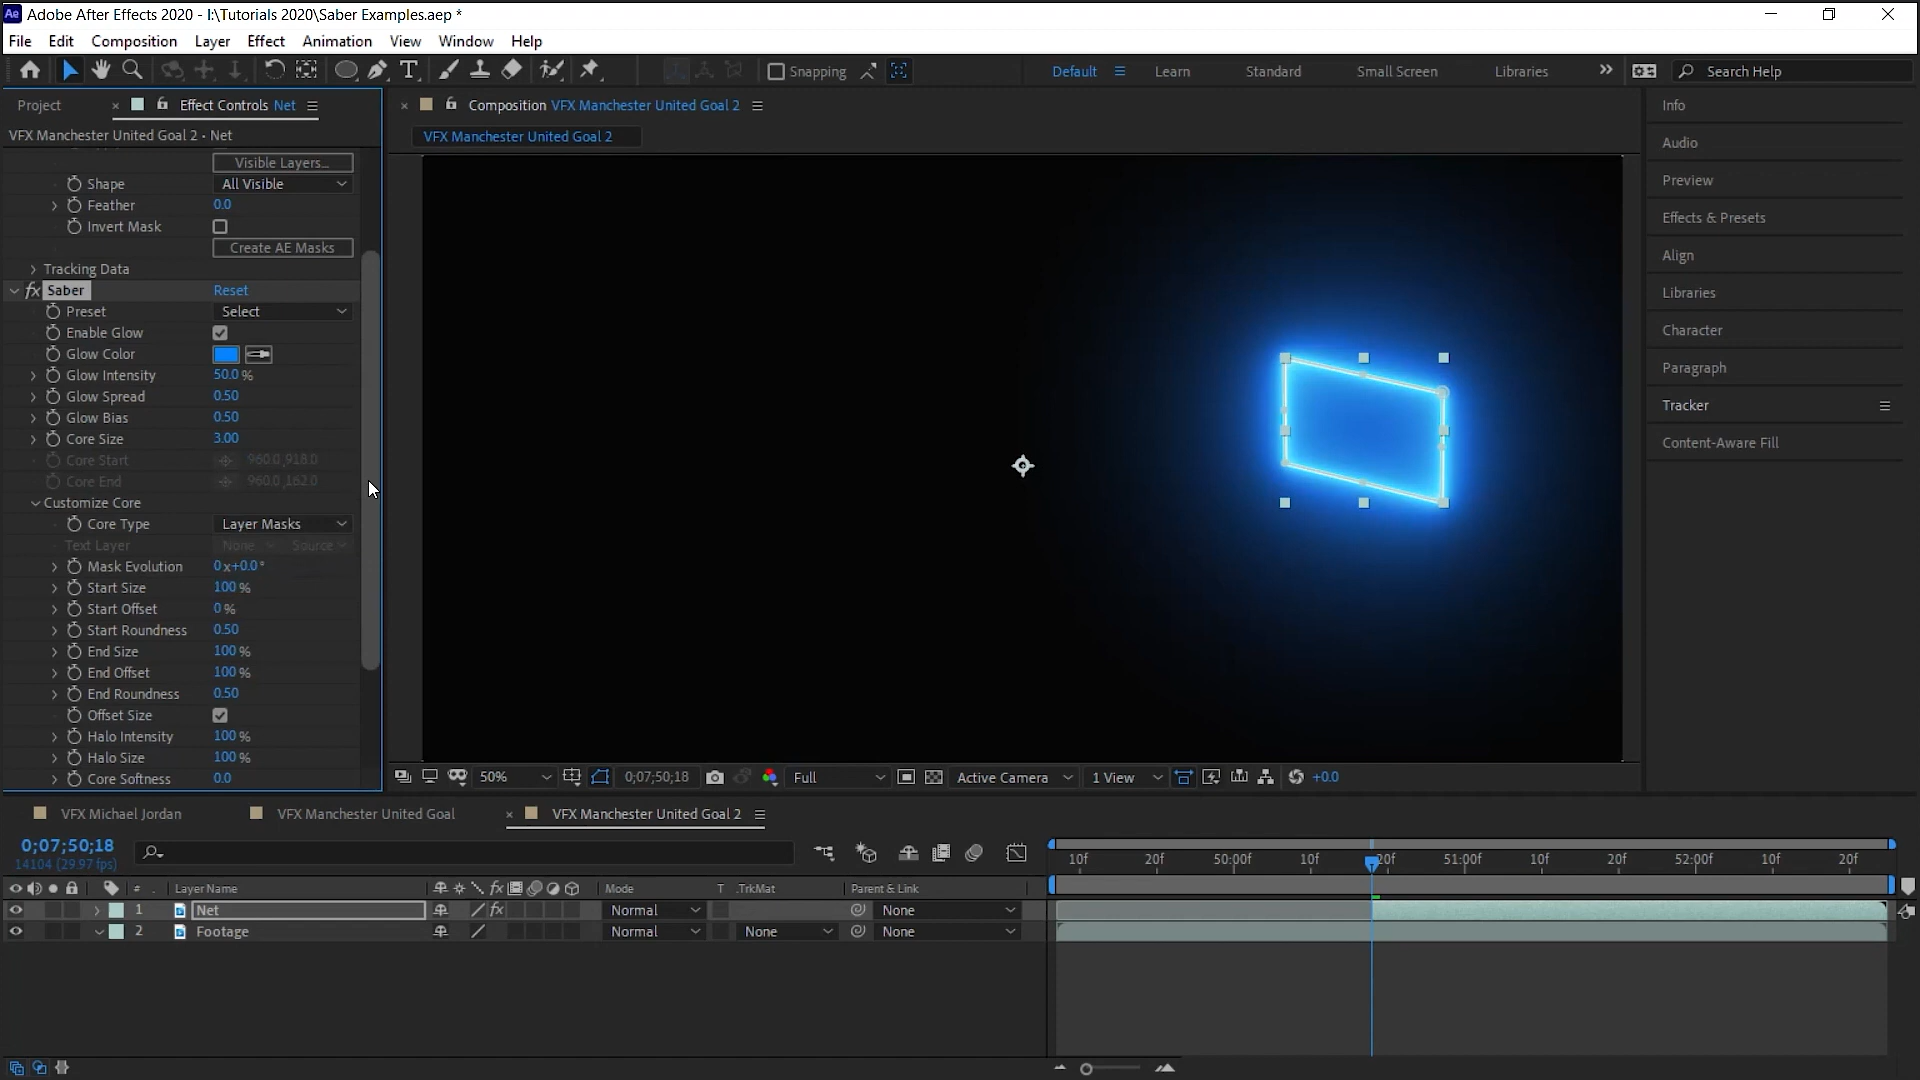 Ae Adobe After Effects 2020 - I:\Tutorials 2020\Saber Examples.aep *
File Edit Composition Layer Effect Animation View Window Help
Snapping Default Learn Standard Small Screen Libraries Search Help
Project Effect Controls Net
VFX Manchester United Goal 2 • Net
Visible Layers...
Shape All Visible
Feather 0.0
Invert Mask
Create AE Masks
Tracking Data
fx Saber Reset
Preset Select
Enable Glow
Glow Color
Glow Intensity 50.0 %
Glow Spread 0.50
Glow Bias 0.50
Core Size 3.00
Core Start 960.0,918.0
Core End 960.0,162.0
Customize Core
Core Type Layer Masks
Text Layer None Source
Mask Evolution 0x+0.0°
Start Size 100 %
Start Offset 0 %
Start Roundness 0.50
End Size 100 %
End Offset 100 %
End Roundness 0.50
Offset Size
Halo Intensity 100 %
Halo Size 100 %
Core Softness 0.0
Composition VFX Manchester United Goal 2
VFX Manchester United Goal 2
50% 0;07;50;18 Full Active Camera 1 View +0.0
Info
Audio
Preview
Effects & Presets
Align
Libraries
Character
Paragraph
Tracker
Content-Aware Fill
VFX Michael Jordan VFX Manchester United Goal VFX Manchester United Goal 2
0;07;50;18
14104 (29.97 fps)
10f 20f 50:00f 10f 20f 51:00f 10f 20f 52:00f 10f 20f
# Layer Name fx Mode T .TrkMat Parent & Link
1 Net fx Normal None
2 Footage Normal None None